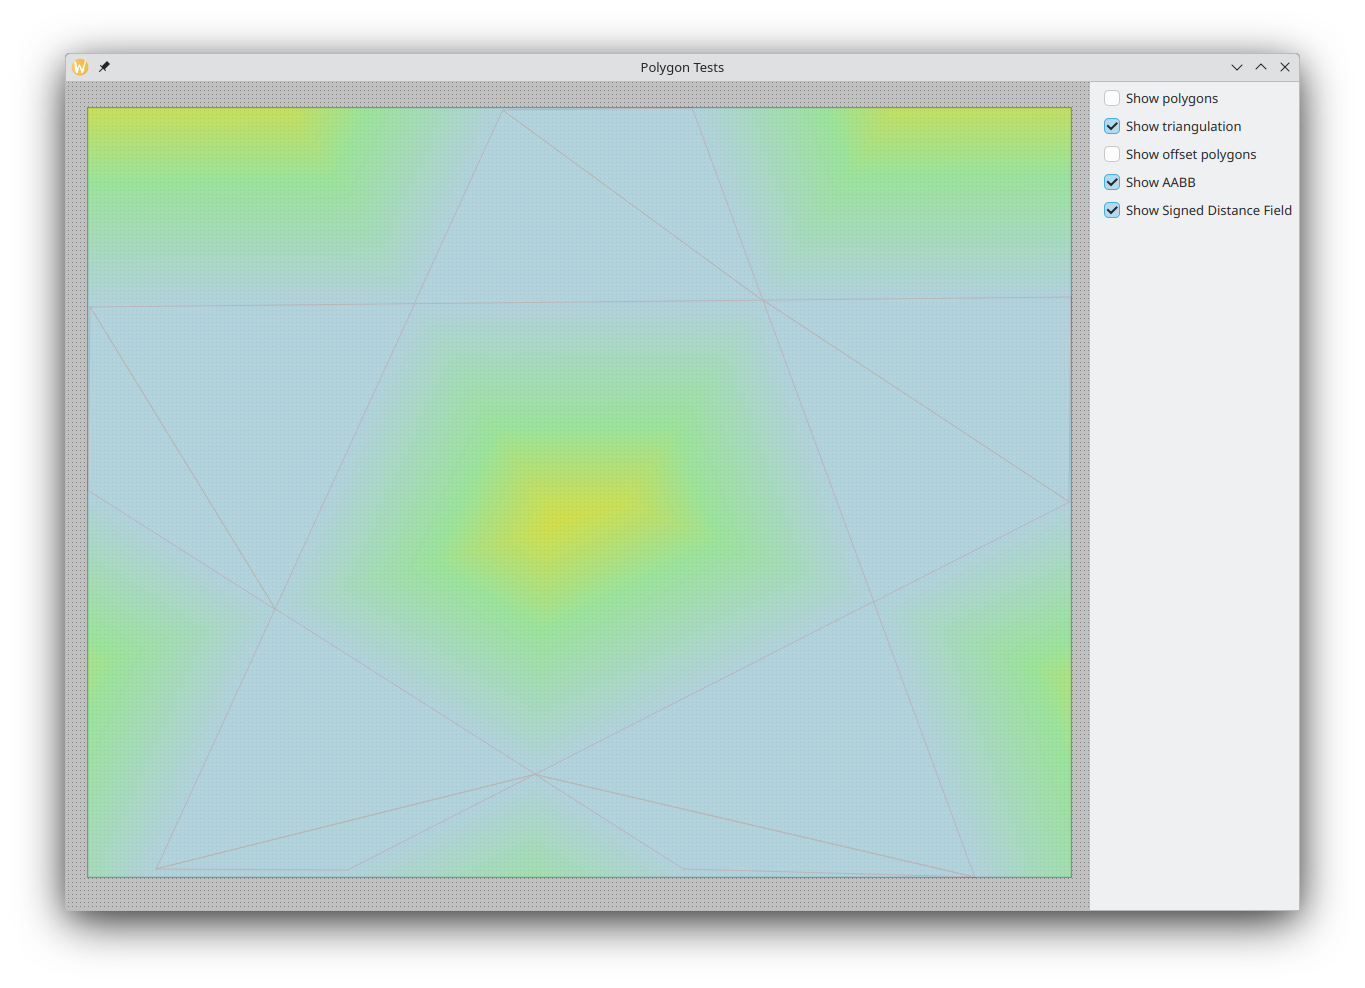 Polygon Tests
Show polygons
Show triangulation
Show offset polygons
Show AABB
Show Signed Distance Field